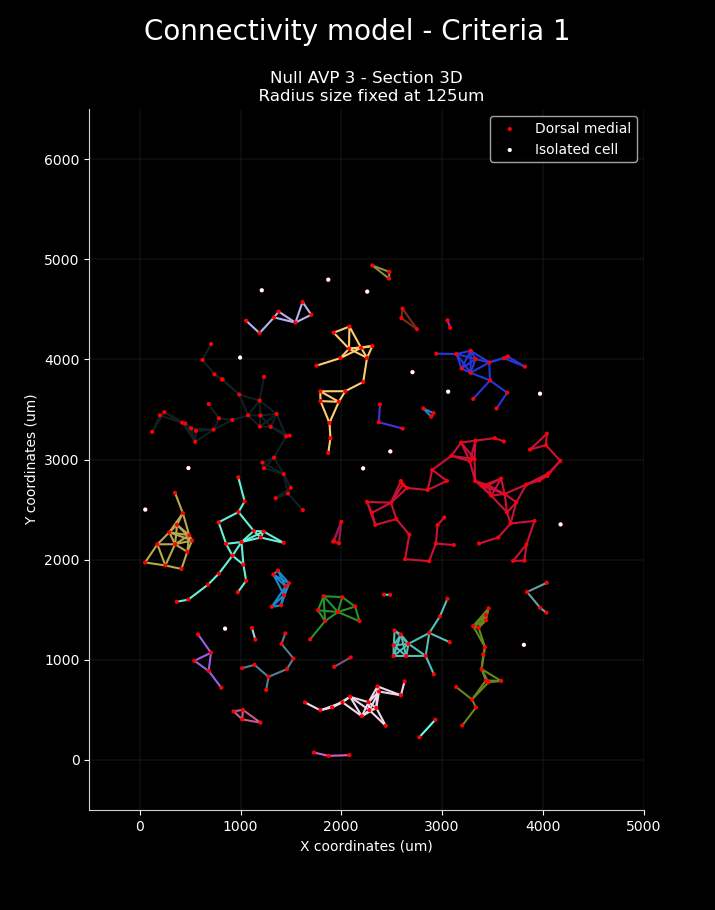 Connectivity model - Criteria 1
Null AVP 3 - Section 3D
Radius size fixed at 125um
Dorsal medial
Isolated cell
6000
5000
4000
3000
2000
1000
0
Y coordinates (um)
0 1000 2000 3000 4000 5000
X coordinates (um)